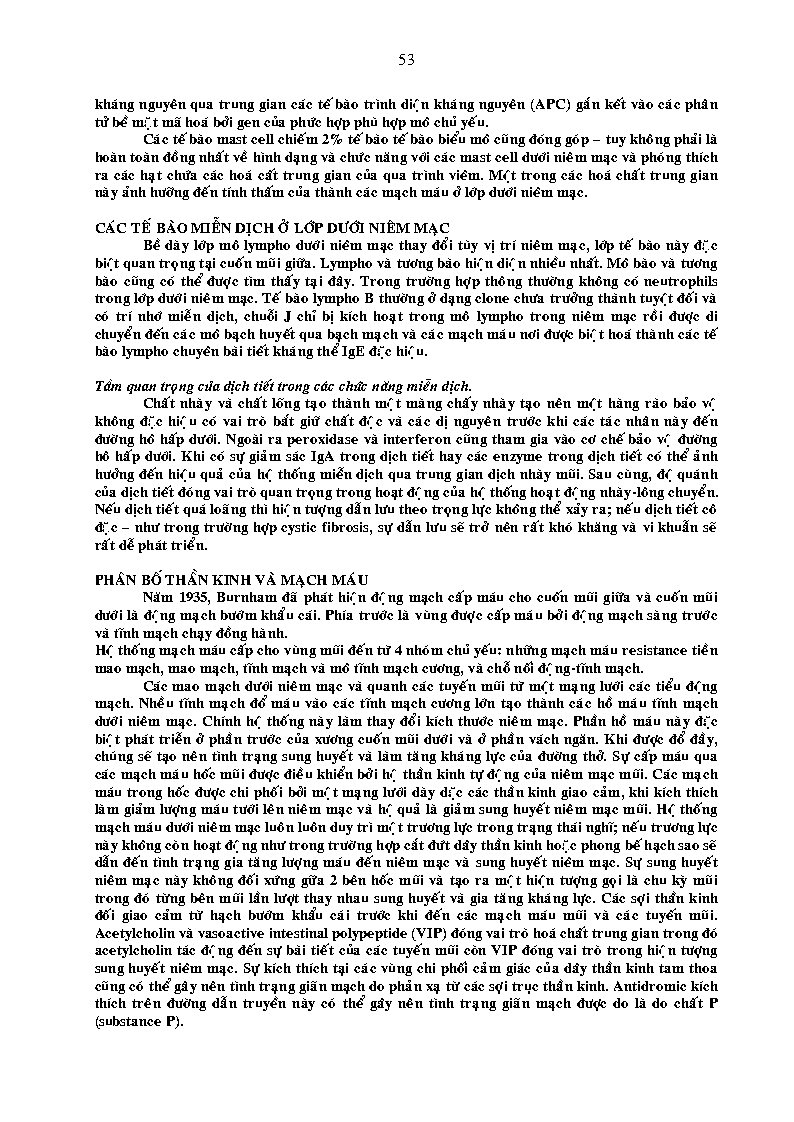 53
kháng nguyên qua trung gian các tế bào trình diện kháng nguyên (APC) gắn kết vào các phân
tử bề mặt mã hoá bởi gen của phức hợp phù hợp mô chủ yếu.
Các tế bào mast cell chiếm 2% tế bào tế bào biểu mô cũng đóng góp – tuy không phải là
hoàn toàn đồng nhất về hình dạng và chức năng với các mast cell dưới niêm mạc và phóng thích
ra các hạt chứa các hoá cất trung gian của qua trình viêm. Một trong các hoá chất trung gian
này ảnh hưởng đến tính thấm của thành các mạch máu ở lớp dưới niêm mạc.
CÁC TẾ BÀO MIỄN DỊCH Ở LỚP DƯỚI NIÊM MẠC
Bề dày lớp mô lympho dưới niêm mạc thay đổi tùy vị trí niêm mạc, lớp tế bào này đặc
biệt quan trọng tại cuốn mũi giữa. Lympho và tương bào hiện diện nhiều nhất. Mô bào và tương
bào cũng có thể được tìm thấy tại đây. Trong trường hợp thông thường không có neutrophils
trong lớp dưới niêm mạc. Tế bào lympho B thường ở dạng clone chưa trưởng thành tuyệt đối và
có trí nhớ miễn dịch, chuỗi J chỉ bị kích hoạt trong mô lympho trong niêm mạc rồi được di
chuyển đến các mô bạch huyết qua bạch mạch và các mạch máu nơi được biệt hoá thành các tế
bào lympho chuyên bài tiết kháng thể IgE đặc hiệu.
Tầm quan trọng của dịch tiết trong các chức năng miễn dịch.
Chất nhày và chất lỏng tạo thành một màng chấy nhày tạo nên một hàng rào bảo vệ
không đặc hiệu có vai trò bắt giữ chất độc và các dị nguyên trước khi các tác nhân này đến
đường hô hấp dưới. Ngoài ra peroxidase và interferon cũng tham gia vào cơ chế bảo vệ đường
hô hấp dưới. Khi có sự giảm sác IgA trong dịch tiết hay các enzyme trong dịch tiết có thể ảnh
hưởng đến hiệu quả của hệ thống miễn dịch qua trung gian dịch nhày mũi. Sau cùng, độ quánh
của dịch tiết đóng vai trò quan trọng trong hoạt động của hệ thống hoạt động nhày-lông chuyển.
Nếu dịch tiết quá loãng thì hiện tượng dẫn lưu theo trọng lực không thể xảy ra; nếu dịch tiết cô
đặc – như trong trường hợp cystic fibrosis, sự dẫn lưu sẽ trở nên rất khó khăng và vi khuẩn sẽ
rất dễ phát triển.
PHÂN BỐ THẦN KINH VÀ MẠCH MÁU
Năm 1935, Burnham đã phát hiện động mạch cấp máu cho cuốn mũi giữa và cuốn mũi
dưới là động mạch bướm khẩu cái. Phía trước là vùng được cấp máu bởi động mạch sàng trước
và tĩnh mạch chạy đồng hành.
Hệ thống mạch máu cấp cho vùng mũi đến từ 4 nhóm chủ yếu: những mạch máu resistance tiền
mao mạch, mao mạch, tĩnh mạch và mô tĩnh mạch cương, và chỗ nối động-tĩnh mạch.
Các mao mạch dưới niêm mạc và quanh các tuyến mũi từ một mạng lưới các tiểu động
mạch. Nhều tĩnh mạch đổ máu vào các tĩnh mạch cương lớn tạo thành các hồ máu tĩnh mạch
dưới niêm mạc. Chính hệ thống này làm thay đổi kích thước niêm mạc. Phần hồ máu này đặc
biệt phát triển ở phần trước của xương cuốn mũi dưới và ở phần vách ngăn. Khi được đổ đầy,
chúng sẽ tạo nên tình trạng sung huyết và làm tăng kháng lực của đường thở. Sự cấp máu qua
các mạch máu hốc mũi được điều khiển bởi hệ thần kinh tự động của niêm mạc mũi. Các mạch
máu trong hốc được chi phối bởi một mạng lưới dày dặc các thần kinh giao cảm, khi kích thích
làm giảm lượng máu tưới lên niêm mạc và hệ quả là giảm sung huyết niêm mạc mũi. Hệ thống
mạch máu dưới niêm mạc luôn luôn duy trì một trương lực trong trạng thái nghĩ; nếu trương lực
này không còn hoạt động như trong trường hợp cắt đứt dây thần kinh hoặc phong bế hạch sao sẽ
dẫn đến tình trạng gia tăng lượng máu đến niêm mạc và sung huyết niêm mạc. Sự sung huyết
niêm mạc này không đối xứng gữa 2 bên hốc mũi và tạo ra một hiện tượng gọi là chu kỳ mũi
trong đó từng bên mũi lần lượt thay nhau sung huyết và gia tăng kháng lực. Các sợi thần kinh
đối giao cảm từ hạch bướm khẩu cái trước khi đến các mạch máu mũi và các tuyến mũi.
Acetylcholin và vasoactive intestinal polypeptide (VIP) đóng vai trò hoá chất trung gian trong đó
acetylcholin tác động đến sự bài tiết của các tuyến mũi còn VIP đóng vai trò trong hiện tượng
sung huyết niêm mạc. Sự kích thích tại các vùng chi phối cảm giác của dây thần kinh tam thoa
cũng có thể gây nên tình trạng giãn mạch do phản xạ từ các sợi trục thần kinh. Antidromic kích
thích trên đường dẫn truyền này có thể gây nên tình trạng giãn mạch được do là do chất P
(substance P).